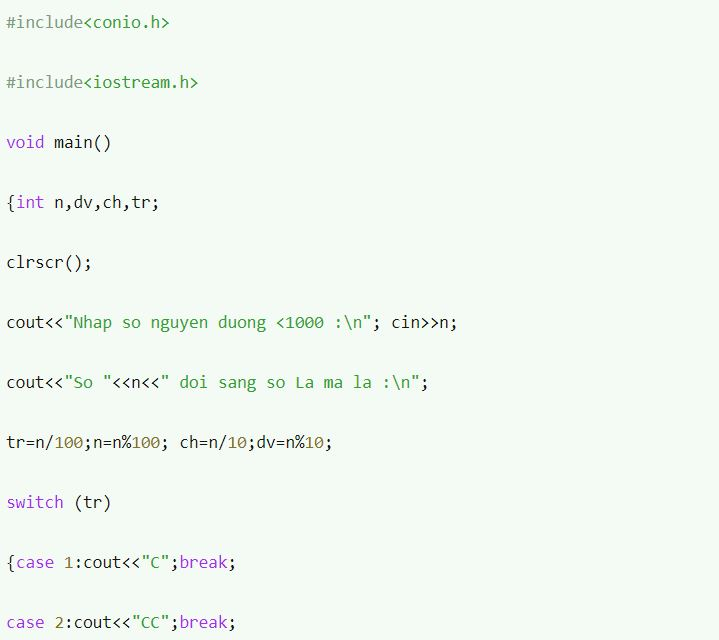 #include<conio.h>
#include<iostream.h>
void main()
{int n,dv,ch,tr;
clrscr();
cout<<"Nhap so nguyen duong <1000 :\n"; cin>>n;
cout<<"So "<<n<<" doi sang so La ma la :\n";
tr=n/100;n=n%100; ch=n/10;dv=n%10;
switch (tr)
{case 1:cout<<"C";break;
case 2:cout<<"CC";break;